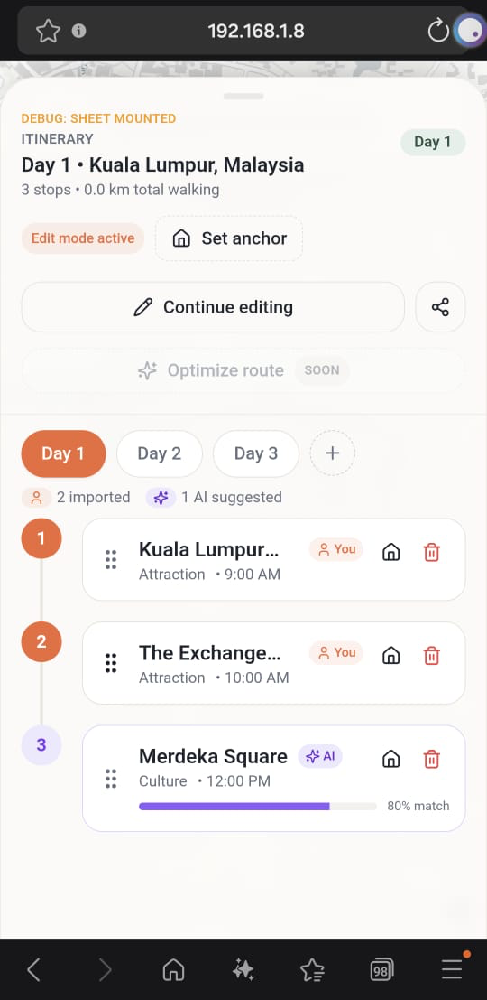 192.168.1.8
DEBUG: SHEET MOUNTED
ITINERARY
Day 1
Day 1 • Kuala Lumpur, Malaysia
3 stops • 0.0 km total walking
Edit mode active
Set anchor
Continue editing
Optimize route SOON
Day 1 Day 2 Day 3 +
2 imported 1 AI suggested
1
Kuala Lumpur... You
Attraction • 9:00 AM
2
The Exchange... You
Attraction • 10:00 AM
3
Merdeka Square AI
Culture • 12:00 PM
80% match
98